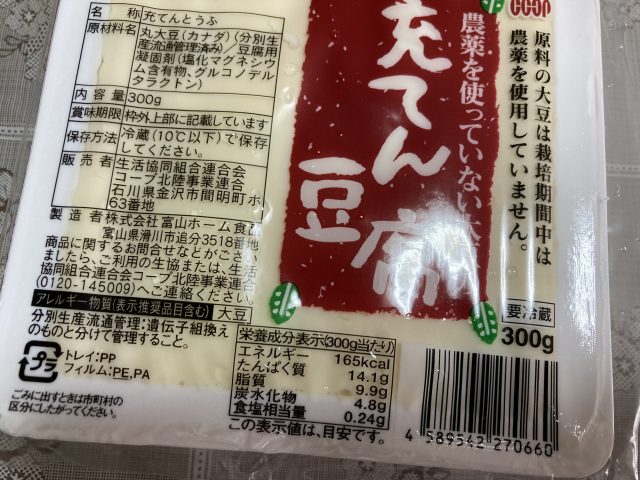 名 称 充てんとうふ
原材料名 丸大豆(カナダ)(分別生
産流通管理済み)/豆腐用
凝固剤(塩化マグネシウ
ム含有物、グルコノデル
タラクトン)
内容量 300g
賞味期限 枠外上部に記載しています
保存方法 冷蔵(10℃以下)で保存
してください。
販売者 生活協同組合連合会
コープ北陸事業連合
石川県金沢市間明町ホ
63番地
製造者 株式会社富山ホーム食品
富山県滑川市追分3518番地
商品に関するお問合せなどがござい
ましたら、ご利用の生協または、生活
協同組合連合会コープ北陸事業連合
0120-145009へご連絡ください。
アレルギー物質(表示推奨品目含む) 大豆
分別生産流通管理:遺伝子組換え
のものと分けて管理すること。
プラ
トレイ:PP
フィルム:PE,PA
ごみに出すときは市町村の
区分にしたがってください。
栄養成分表示(300g当たり)
エネルギー 165kcal
たんぱく質 14.1g
脂質 9.9g
炭水化物 4.8g
食塩相当量 0.24g
この表示値は、目安です。
coop
原料の大豆は栽培期間中は
農薬を使用していません。
農薬を使っていない
充てん
豆腐
要冷蔵
300g
4 589542 270660